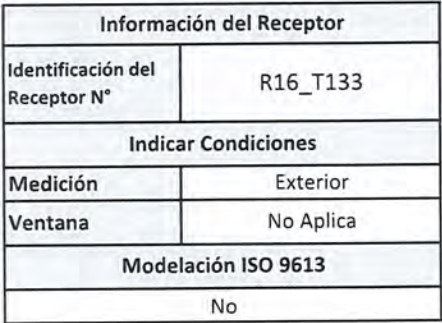 Información del Receptor
Identificación del
Receptor N° R16_T133
Indicar Condiciones
Medición Exterior
Ventana No Aplica
Modelación ISO 9613
No